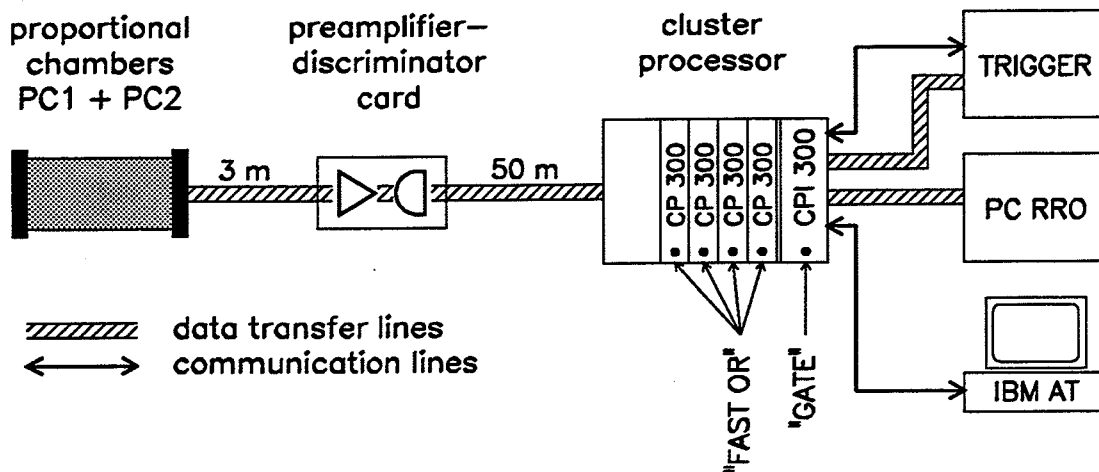 proportional
chambers
PC1 + PC2
preamplifier-
discriminator
card
cluster
processor
3 m
50 m
CP 300
CP 300
CP 300
CP 300
CPI 300
TRIGGER
PC RRO
IBM AT
data transfer lines
communication lines
"FAST OR"
"GATE"